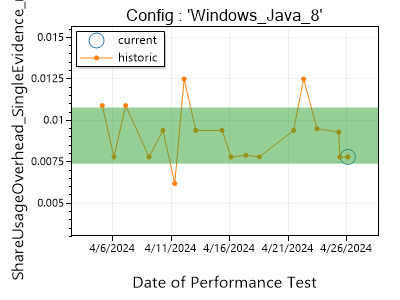 Config : 'Windows_Java_8'
ShareUsageOverhead_SingleEvidence_
0.015
0.0125
0.01
0.0075
0.005
current
historic
4/6/2024
4/11/2024
4/16/2024
4/21/2024
4/26/2024
Date of Performance Test